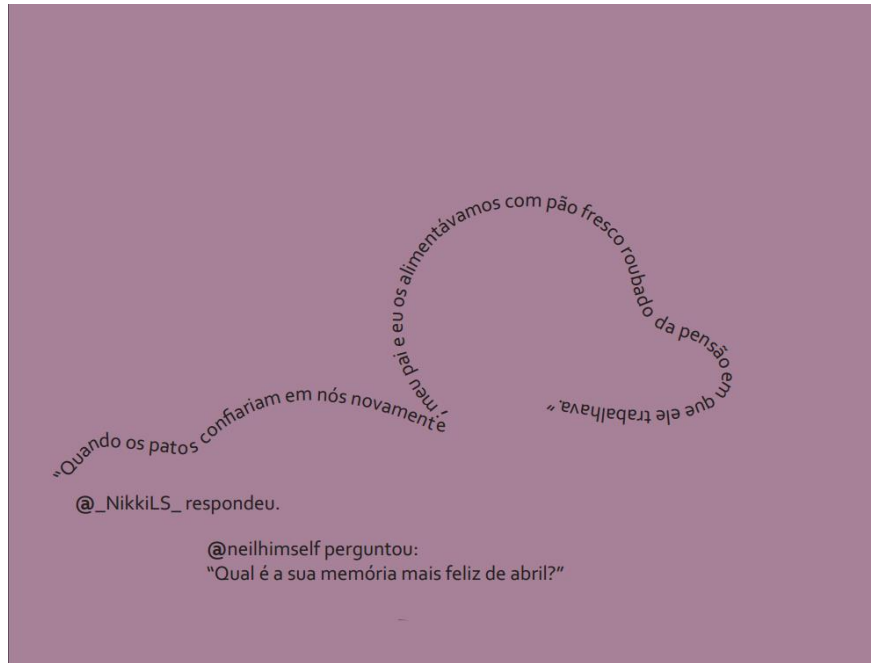 “Quando os patos confiariam em nós novamente, meu pai e eu os alimentávamos com pão fresco roubado da pensão em que ele trabalhava.”
@_NikkiLS_ respondeu.
@neilhimself perguntou:
“Qual é a sua memória mais feliz de abril?”